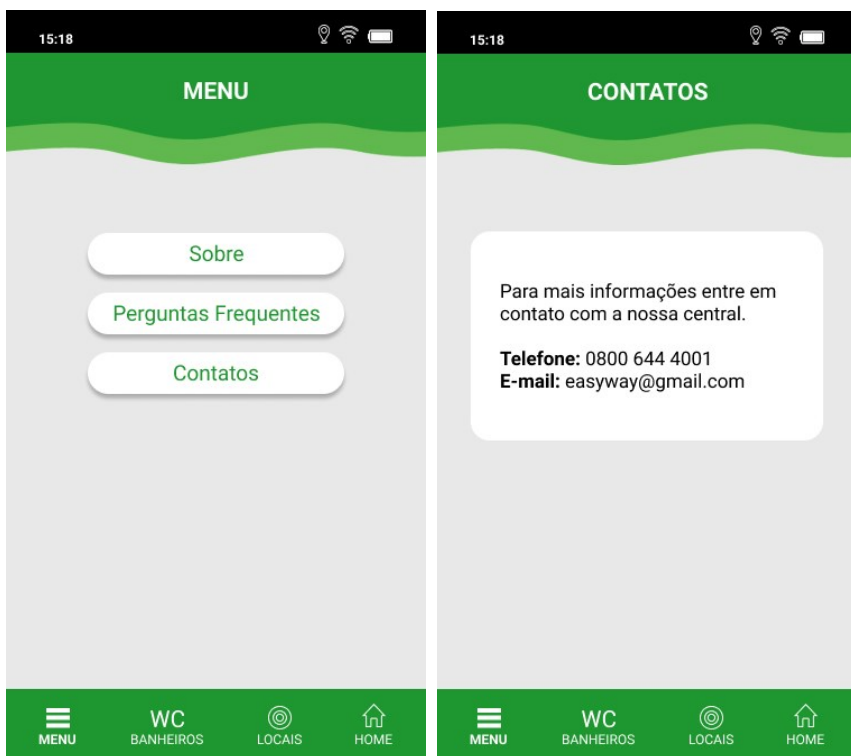 15:18
MENU
Sobre
Perguntas Frequentes
Contatos
MENU
WC
BANHEIROS
LOCAIS
HOME
15:18
CONTATOS
Para mais informações entre em
contato com a nossa central.
Telefone: 0800 644 4001
E-mail: easyway@gmail.com
MENU
WC
BANHEIROS
LOCAIS
HOME